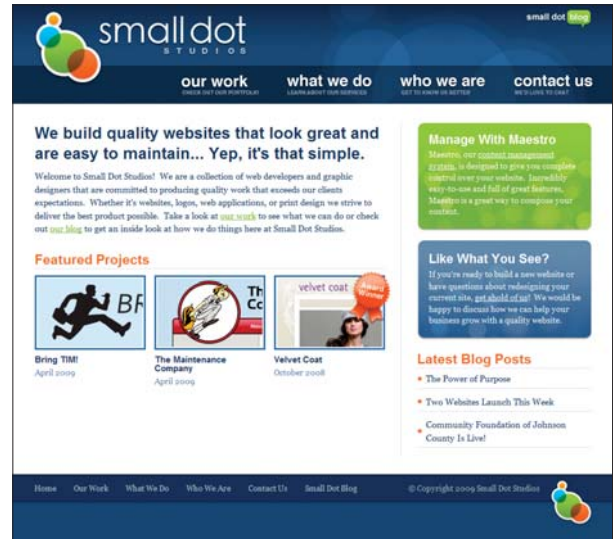 small dot
STUDIOS
small dot blog
our work
CHECK OUT OUR PORTFOLIO
what we do
LEARN ABOUT OUR SERVICES
who we are
GET TO KNOW US BETTER
contact us
WE'D LOVE TO CHAT
We build quality websites that look great and
are easy to maintain... Yep, it's that simple.
Welcome to Small Dot Studios! We are a collection of web developers and graphic
designers that are committed to producing quality work that exceeds our clients
expectations. Whether it's websites, logos, web applications, or print design we strive to
deliver the best product possible. Take a look at our work to see what we can do or check
out our blog to get an inside look at how we do things here at Small Dot Studios.
Featured Projects
BR
Th
Co
velvet coat
Award
Winner
Bring TIM!
April 2009
The Maintenance
Company
April 2009
Velvet Coat
October 2008
Manage With Maestro
Maestro, our content management
system, is designed to give you complete
control over your website. Incredibly
easy-to-use and full of great features,
Maestro is a great way to compose your
content.
Like What You See?
If you're ready to build a new website or
have questions about redesigning your
current site, get ahold of us! We would be
happy to discuss how we can help your
business grow with a quality website.
Latest Blog Posts
The Power of Purpose
Two Websites Launch This Week
Community Foundation of Johnson
County Is Live!
Home Our Work What We Do Who We Are Contact Us Small Dot Blog © Copyright 2009 Small Dot Studios